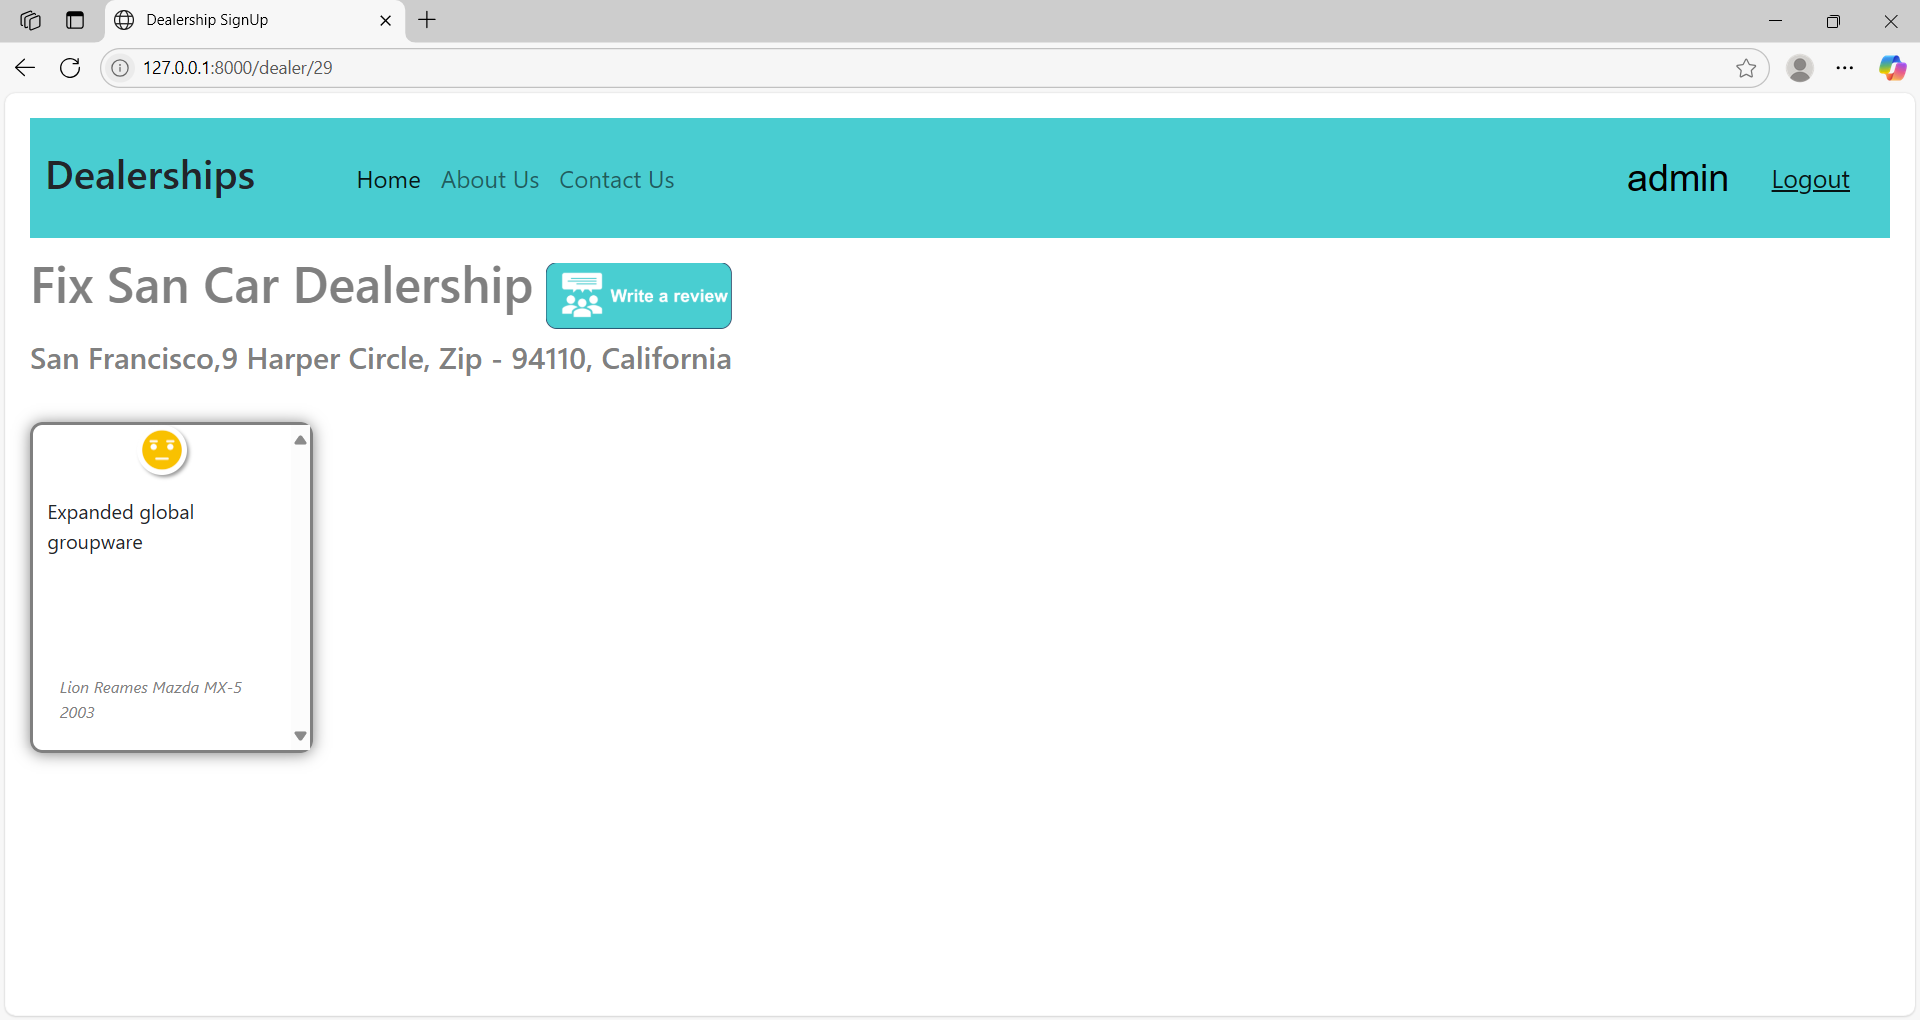 Dealership SignUp
127.0.0.1:8000/dealer/29
Dealerships
Home About Us Contact Us
admin Logout
Fix San Car Dealership
Write a review
San Francisco,9 Harper Circle, Zip - 94110, California
Expanded global
groupware
Lion Reames Mazda MX-5
2003